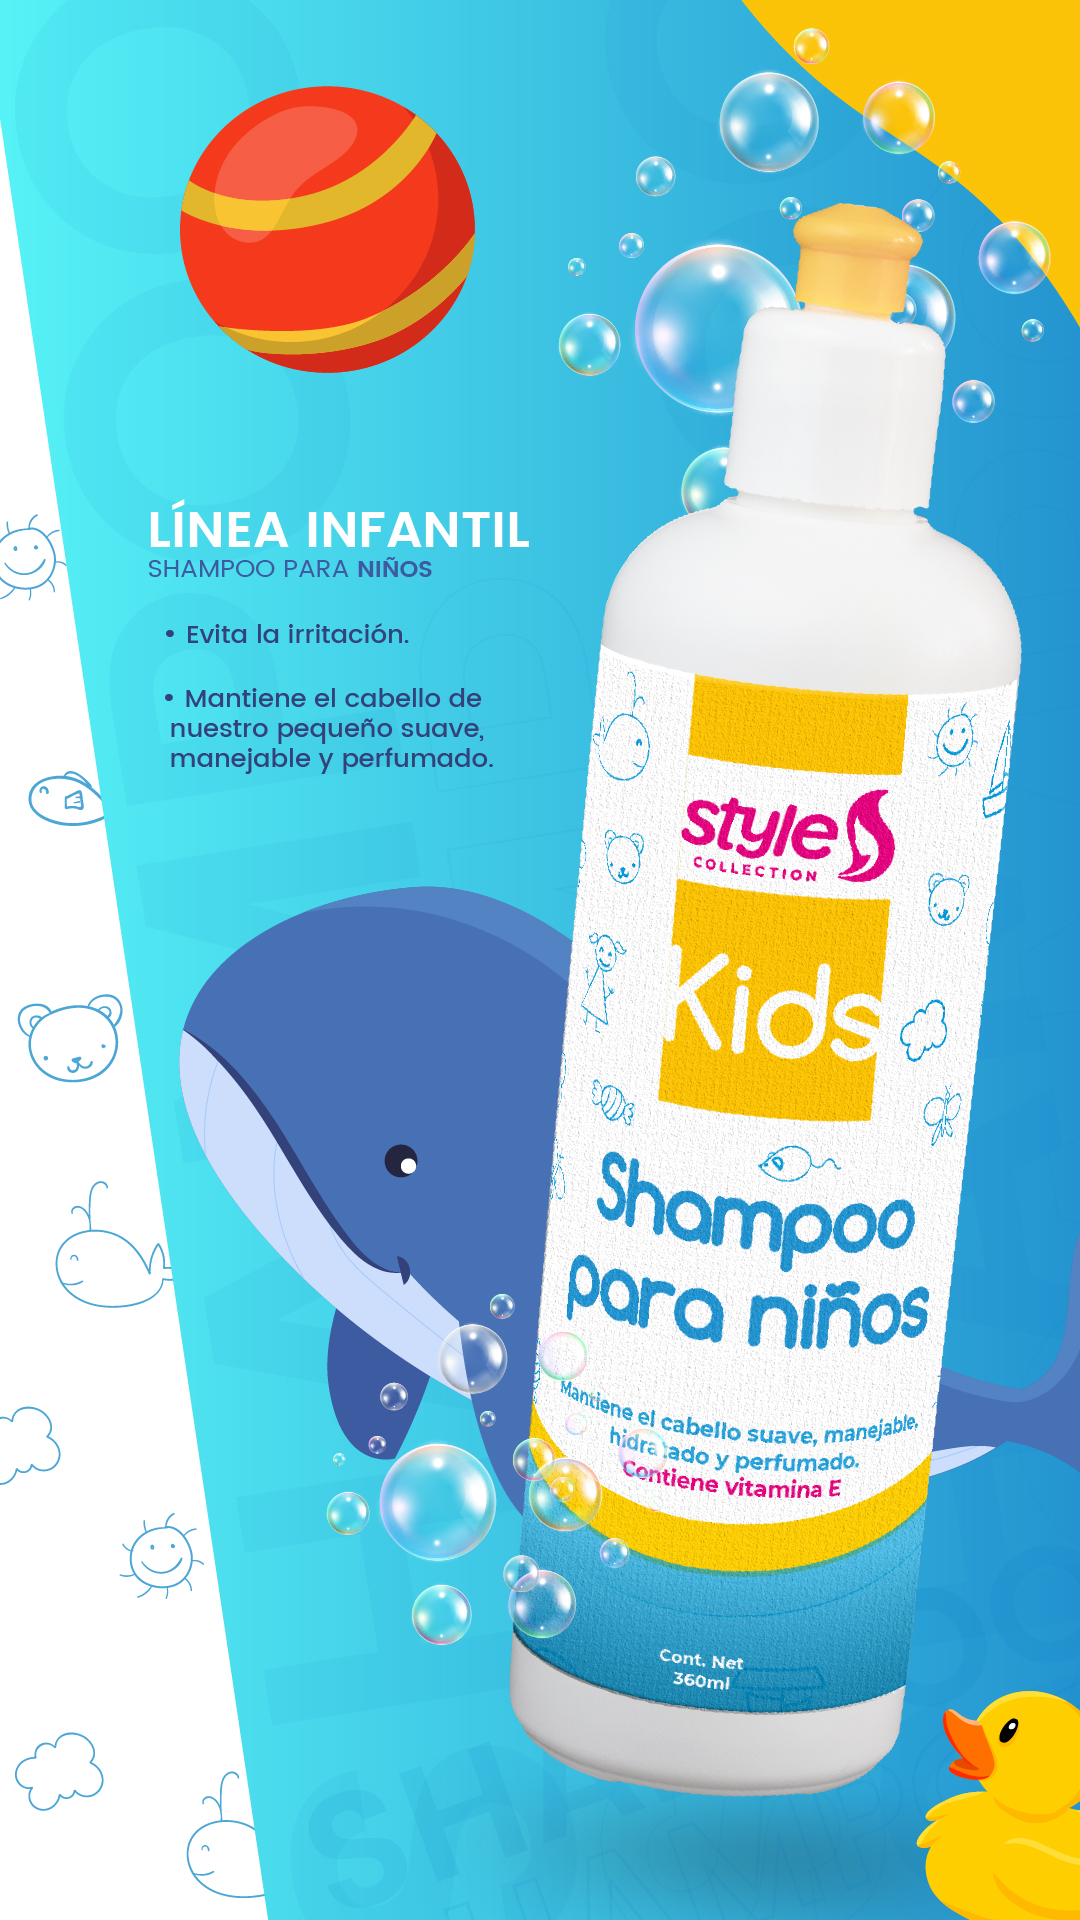 LÍNEA INFANTIL
SHAMPOO PARA NIÑOS
• Evita la irritación.
• Mantiene el cabello de
nuestro pequeño suave,
manejable y perfumado.
style
COLLECTION
Kids
Shampoo
para niños
Mantiene el cabello suave, manejable,
hidratado y perfumado.
Contiene vitamina E
Cont. Net
360ml